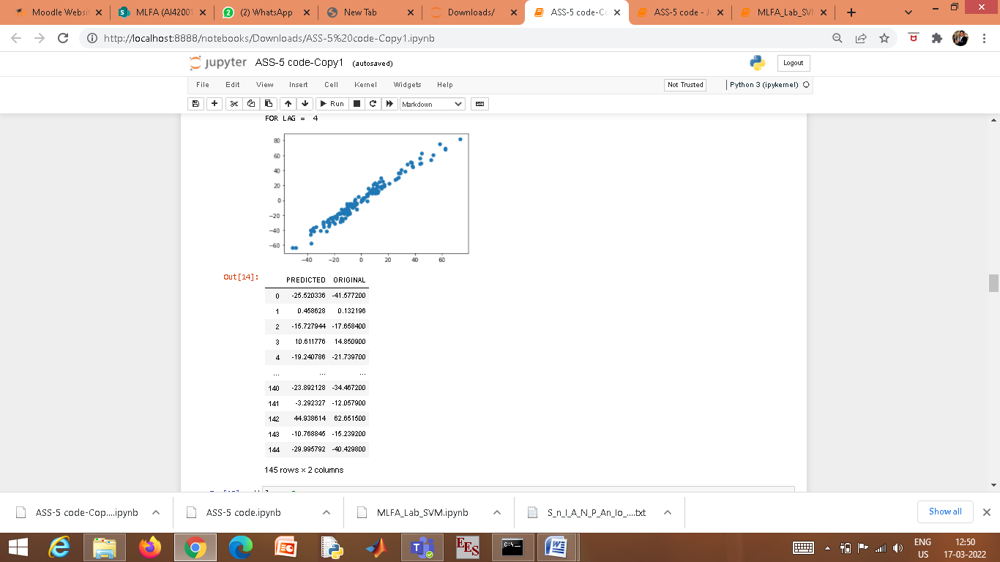 Moodle Websit
MLFA (AI42001
(2) WhatsApp
New Tab
Downloads/
ASS-5 code-Co
ASS-5 code - J
MLFA_Lab_SV
http://localhost:8888/notebooks/Downloads/ASS-5%20code-Copy1.ipynb
jupyter ASS-5 code-Copy1 (autosaved)
Logout
File Edit View Insert Cell Kernel Widgets Help
Not Trusted
Python 3 (ipykernel)
Run
Markdown
FOR LAG = 4
80
60
40
20
0
−20
−40
−60
−40 −20 0 20 40 60
Out[14]:
PREDICTED ORIGINAL
0 -25.520336 -41.577200
1 0.458628 0.132196
2 -15.727944 -17.658400
3 10.611776 14.850900
4 -19.240786 -21.739700
... ... ...
140 -23.892128 -34.467200
141 -3.292327 -12.057900
142 44.938614 62.651500
143 -10.768845 -15.239200
144 -29.995792 -40.429800
145 rows × 2 columns
ASS-5 code-Cop....ipynb
ASS-5 code.ipynb
MLFA_Lab_SVM.ipynb
S_n_I_A_N_P_An_Io_....txt
Show all
EES
C:\_
ENG
US
12:50
17-03-2022